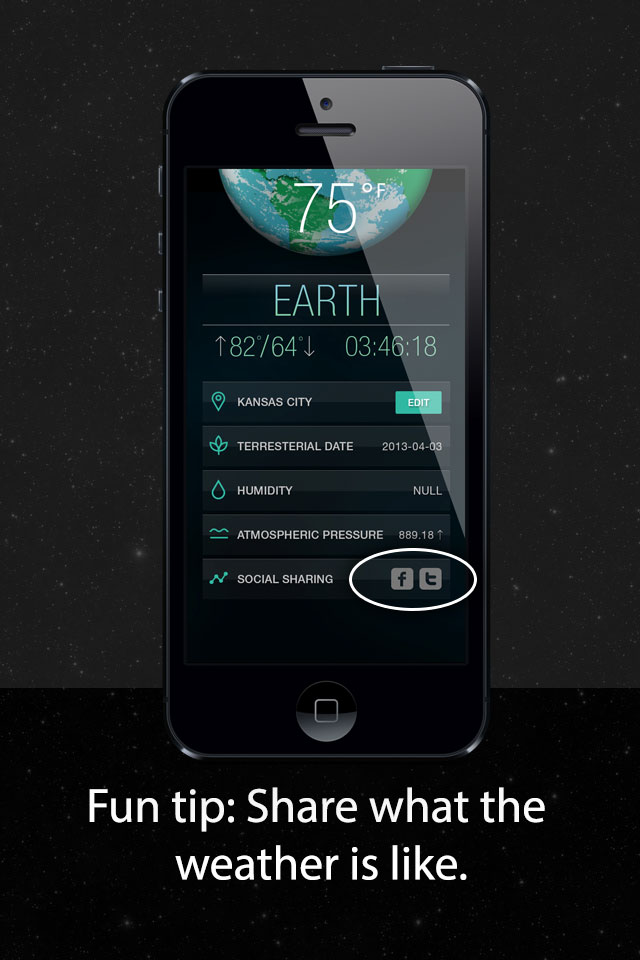 75°F
EARTH
↑82°/64°↓ 03:46:18
KANSAS CITY EDIT
TERRESTERIAL DATE 2013-04-03
HUMIDITY NULL
ATMOSPHERIC PRESSURE 889.18 ↑
SOCIAL SHARING f t
Fun tip: Share what the
weather is like.